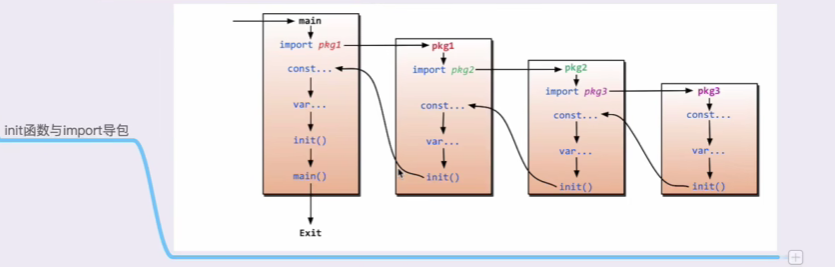 init函数与import导包
main
import pkg1
const...
var...
init()
main()
Exit
pkg1
import pkg2
const...
var...
init()
pkg2
import pkg3
const...
var...
init()
pkg3
const...
var...
init()